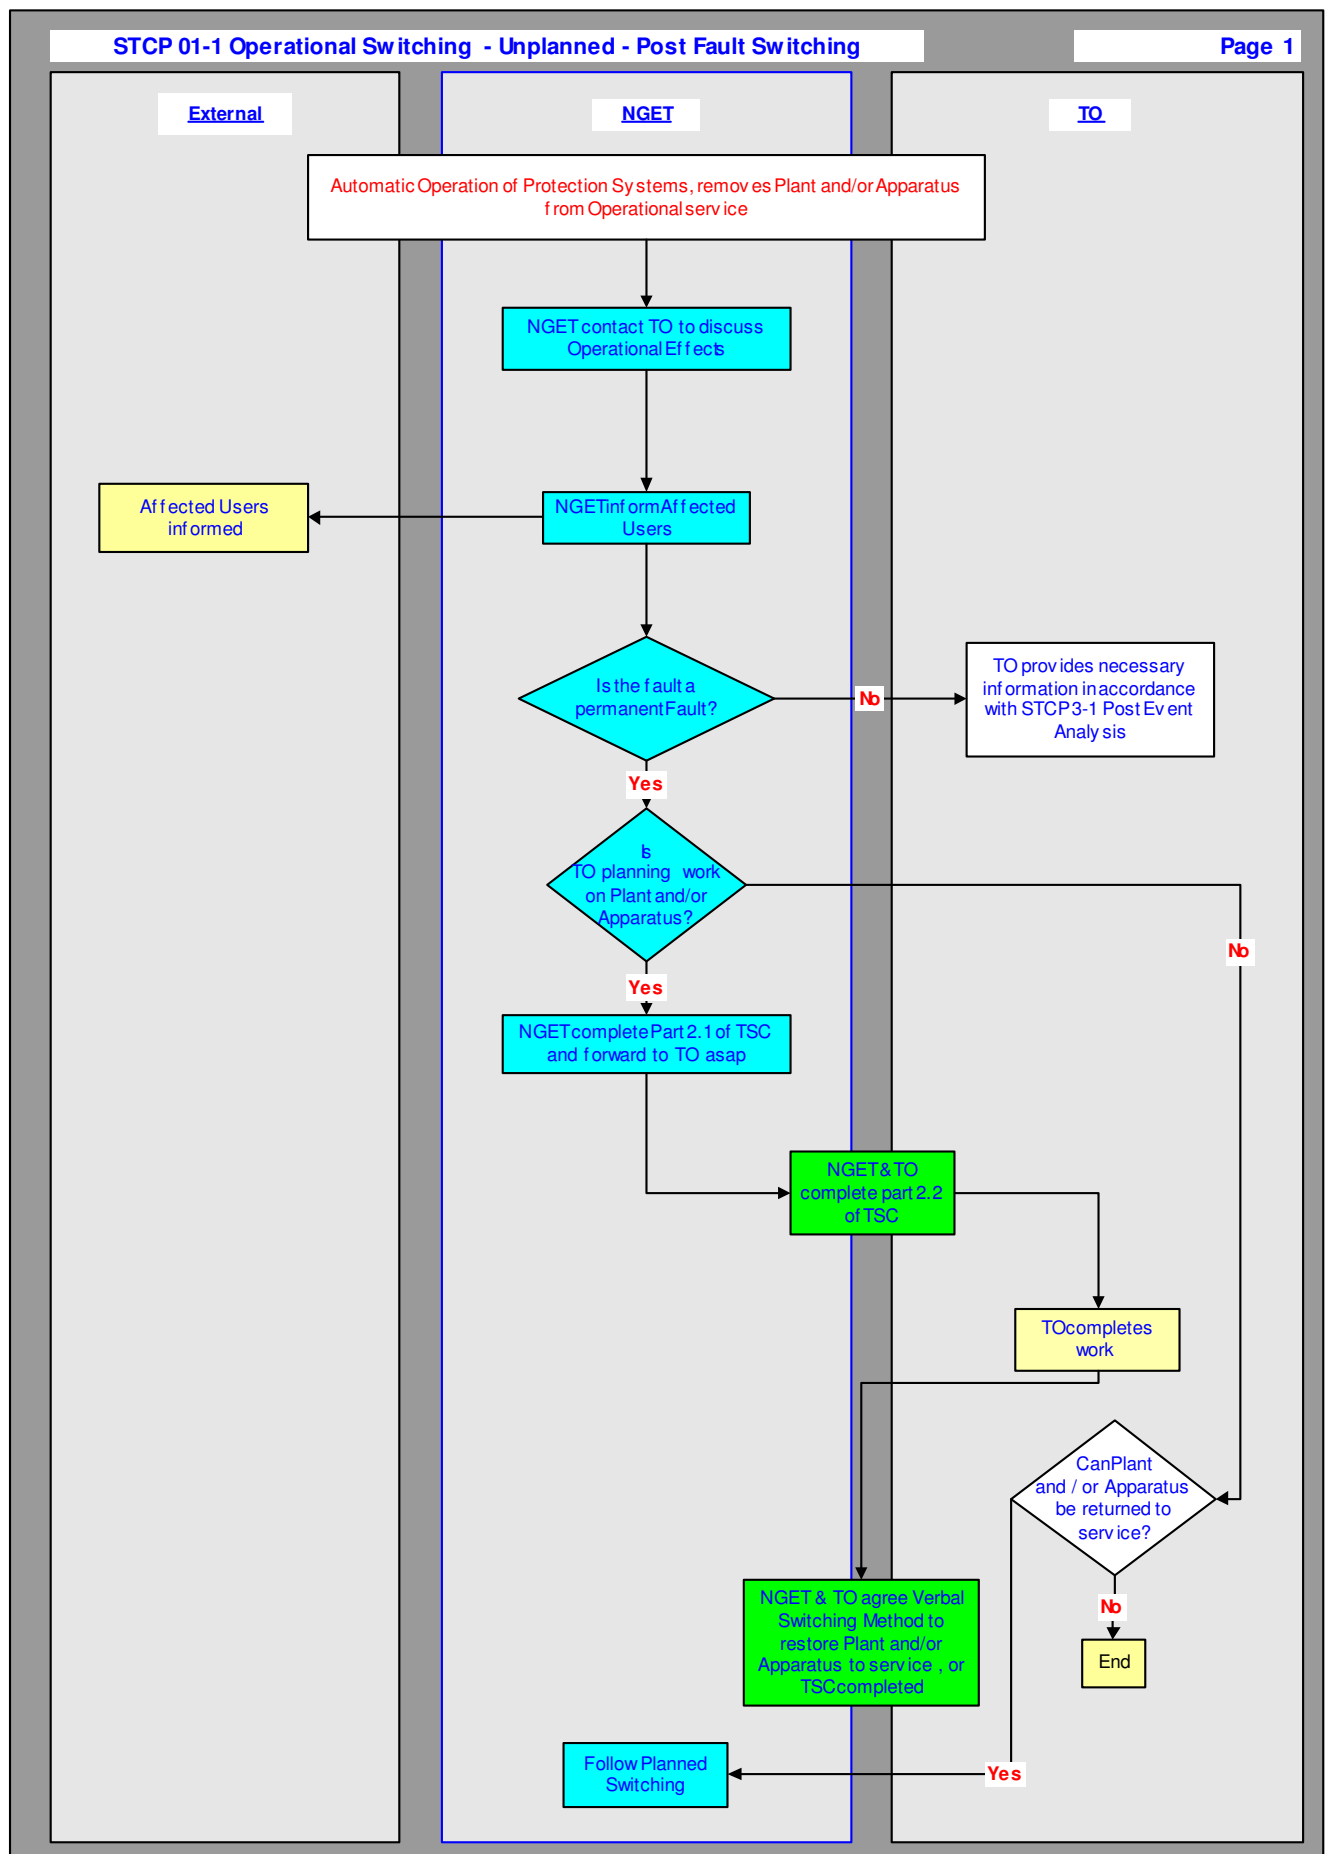 STCP 01-1 Operational Switching - Unplanned - Post Fault Switching
Page 1
External
NGET
TO
Automatic Operation of Protection Systems, removes Plant and/or Apparatus
from Operational service
NGET contact TO to discuss
Operational Effects
Affected Users
informed
NGET inform Affected
Users
Is the fault a
permanent Fault?
No
TO provides necessary
information in accordance
with STCP 3-1 Post Event
Analysis
Yes
Is
TO planning work
on Plant and/or
Apparatus?
No
Yes
NGET complete Part 2.1 of TSC
and forward to TO asap
NGET & TO
complete part 2.2
of TSC
TO completes
work
Can Plant
and / or Apparatus
be returned to
service?
No
End
NGET & TO agree Verbal
Switching Method to
restore Plant and/or
Apparatus to service , or
TSC completed
Yes
Follow Planned
Switching